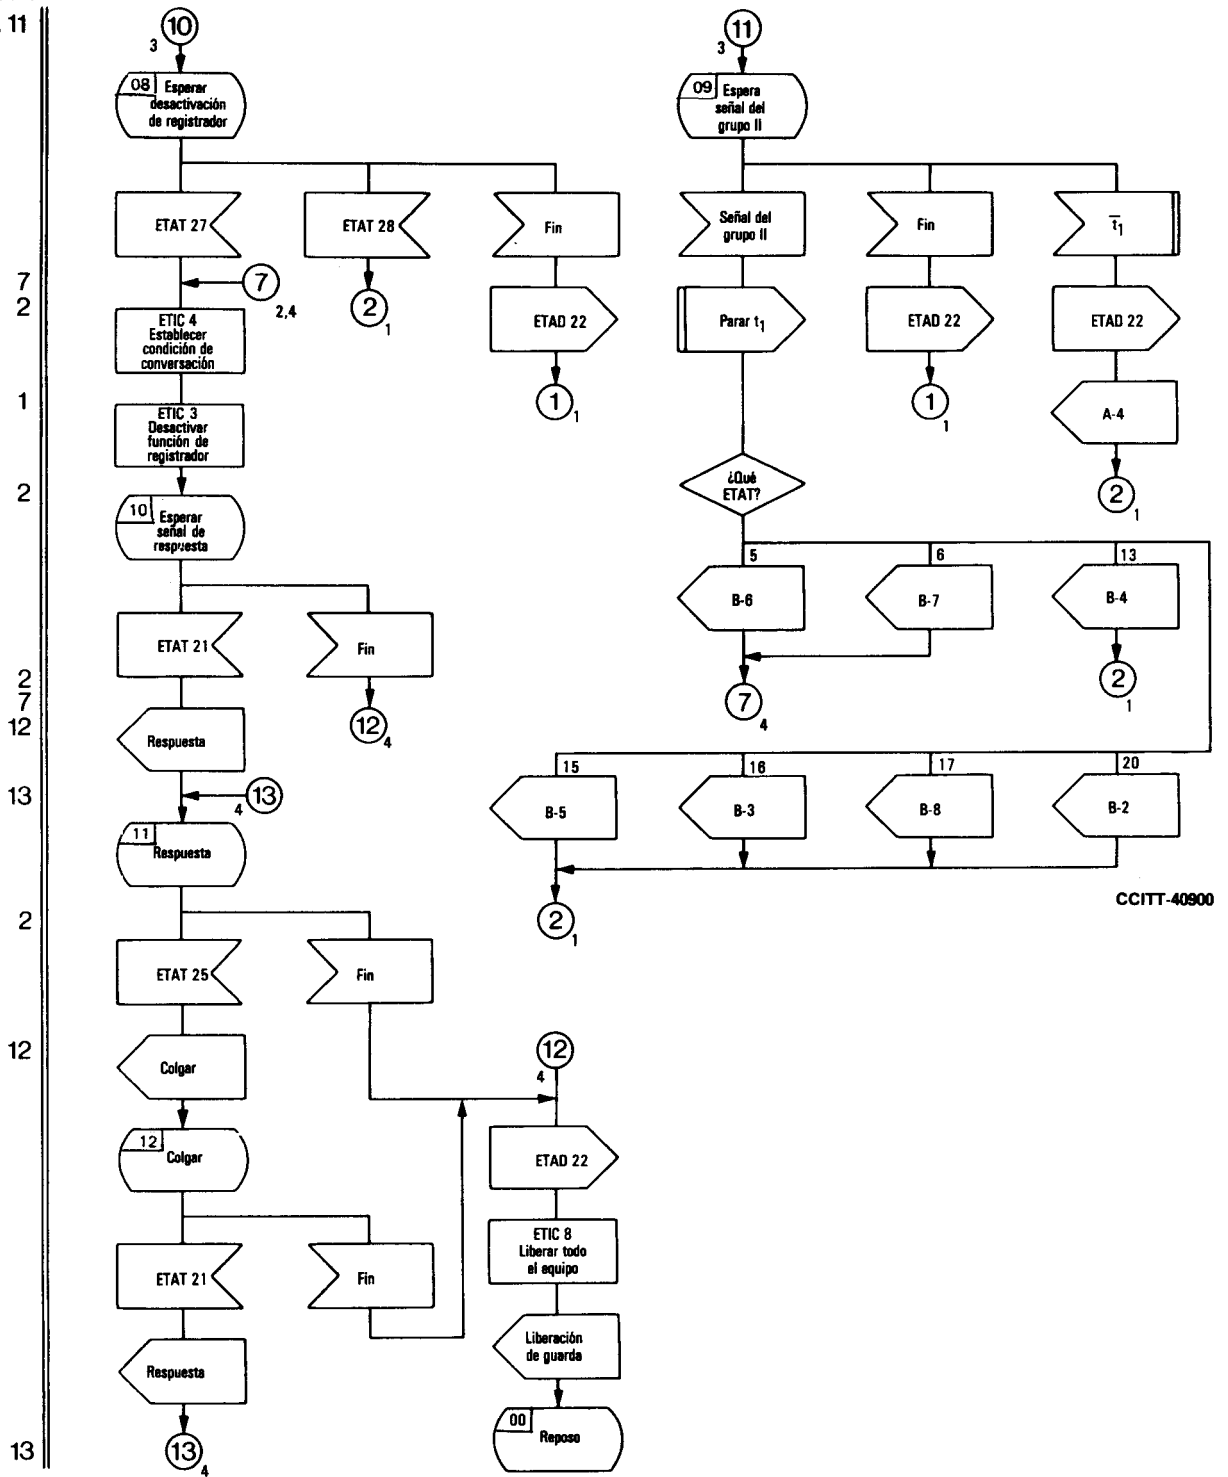 11
10
3
08
Esperar
desactivación
de registrador
ETAT 27
ETAT 28
Fin
7
2,4
2
1
ETAD 22
1
1
ETIC 4
Establecer
condición de
conversación
ETIC 3
Desactivar
función de
registrador
10
Esperar
señal de
respuesta
ETAT 21
Fin
12
4
Respuesta
13
4
11
Respuesta
ETAT 25
Fin
Colgar
12
Colgar
ETAT 21
Fin
Respuesta
13
4
12
4
ETAD 22
ETIC 8
Liberar todo
el equipo
Liberación
de guarda
00
Reposo
11
3
09
Espera
señal del
grupo II
Señal del
grupo II
Fin
t1
Parar t1
ETAD 22
ETAD 22
1
1
A-4
2
1
¿Qué
ETAT?
5
6
13
B-6
B-7
B-4
7
4
2
1
15
16
17
20
B-5
B-3
B-8
B-2
2
1
CCITT-40900
7
2
1
2
2
7
12
13
2
12
13